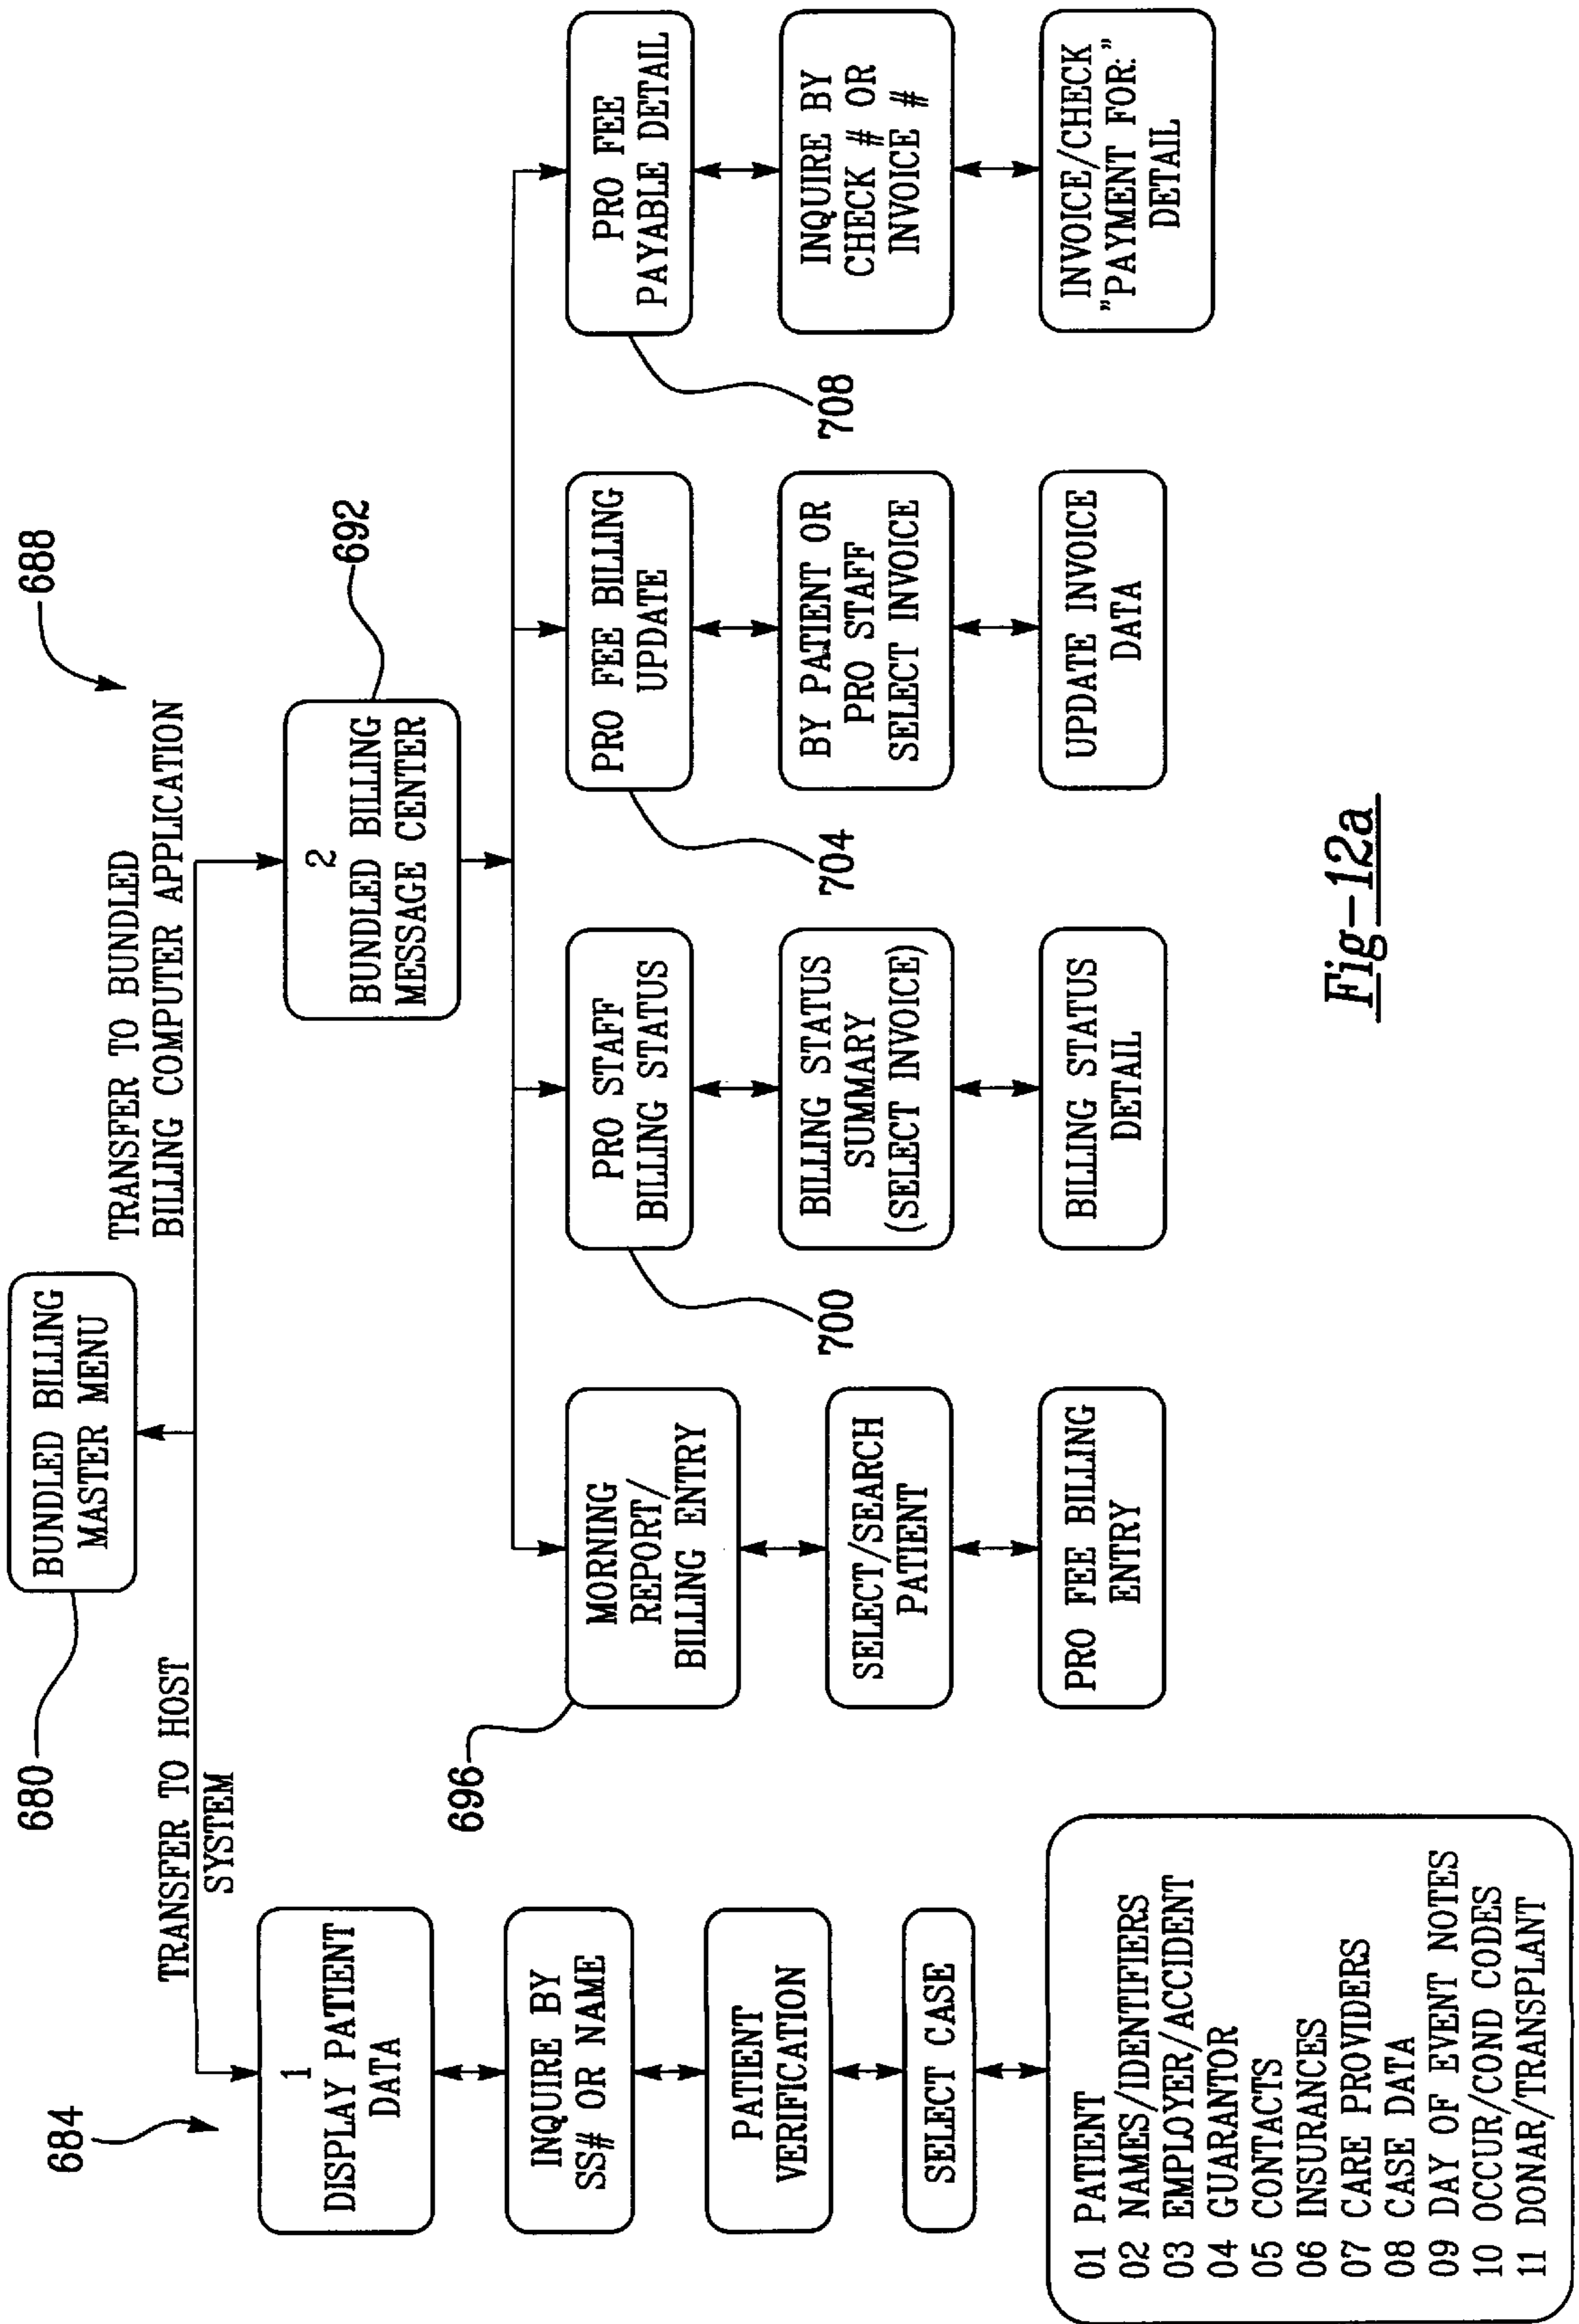 680
BUNDLED BILLING
MASTER MENU
TRANSFER TO HOST
SYSTEM
TRANSFER TO BUNDLED
BILLING COMPUTER APPLICATION
688
684
1
DISPLAY PATIENT
DATA
INQUIRE BY
SS# OR NAME
PATIENT
VERIFICATION
SELECT CASE
01 PATIENT
02 NAMES/IDENTIFIERS
03 EMPLOYER/ACCIDENT
04 GUARANTOR
05 CONTACTS
06 INSURANCES
07 CARE PROVIDERS
08 CASE DATA
09 DAY OF EVENT NOTES
10 OCCUR/COND CODES
11 DONAR/TRANSPLANT
2
BUNDLED BILLING
MESSAGE CENTER
692
696
MORNING
REPORT/
BILLING ENTRY
SELECT/SEARCH
PATIENT
PRO FEE BILLING
ENTRY
PRO STAFF
BILLING STATUS
700
BILLING STATUS
SUMMARY
(SELECT INVOICE)
BILLING STATUS
DETAIL
PRO FEE BILLING
UPDATE
704
BY PATIENT OR
PRO STAFF
SELECT INVOICE
UPDATE INVOICE
DATA
PRO FEE
PAYABLE DETAIL
708
INQUIRE BY
CHECK # OR
INVOICE #
INVOICE/CHECK
"PAYMENT FOR:"
DETAIL
Fig-12a